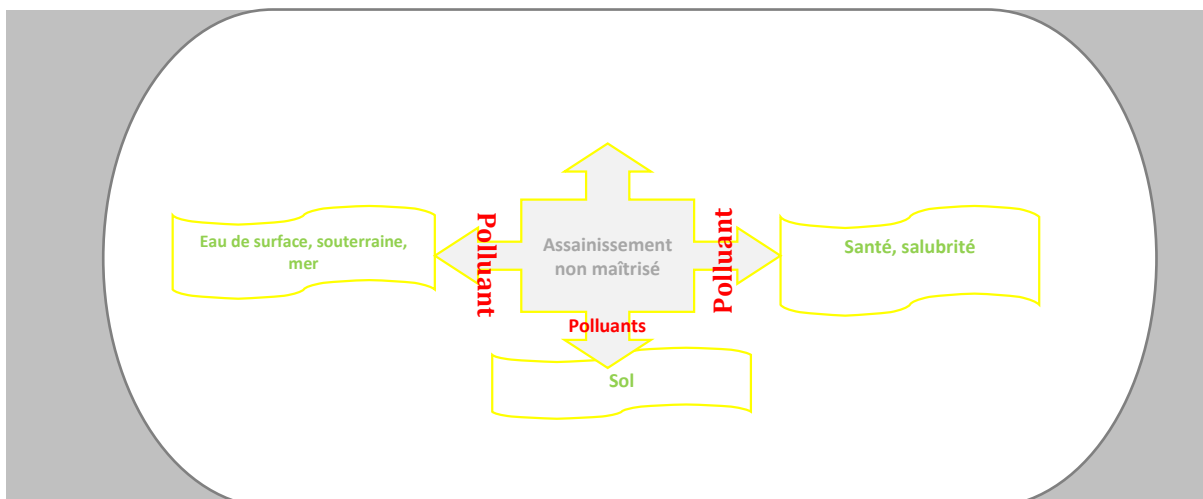 Eau de surface, souterraine,
mer
Polluant
Assainissement
non maîtrisé
Polluant
Santé, salubrité
Polluants
Sol